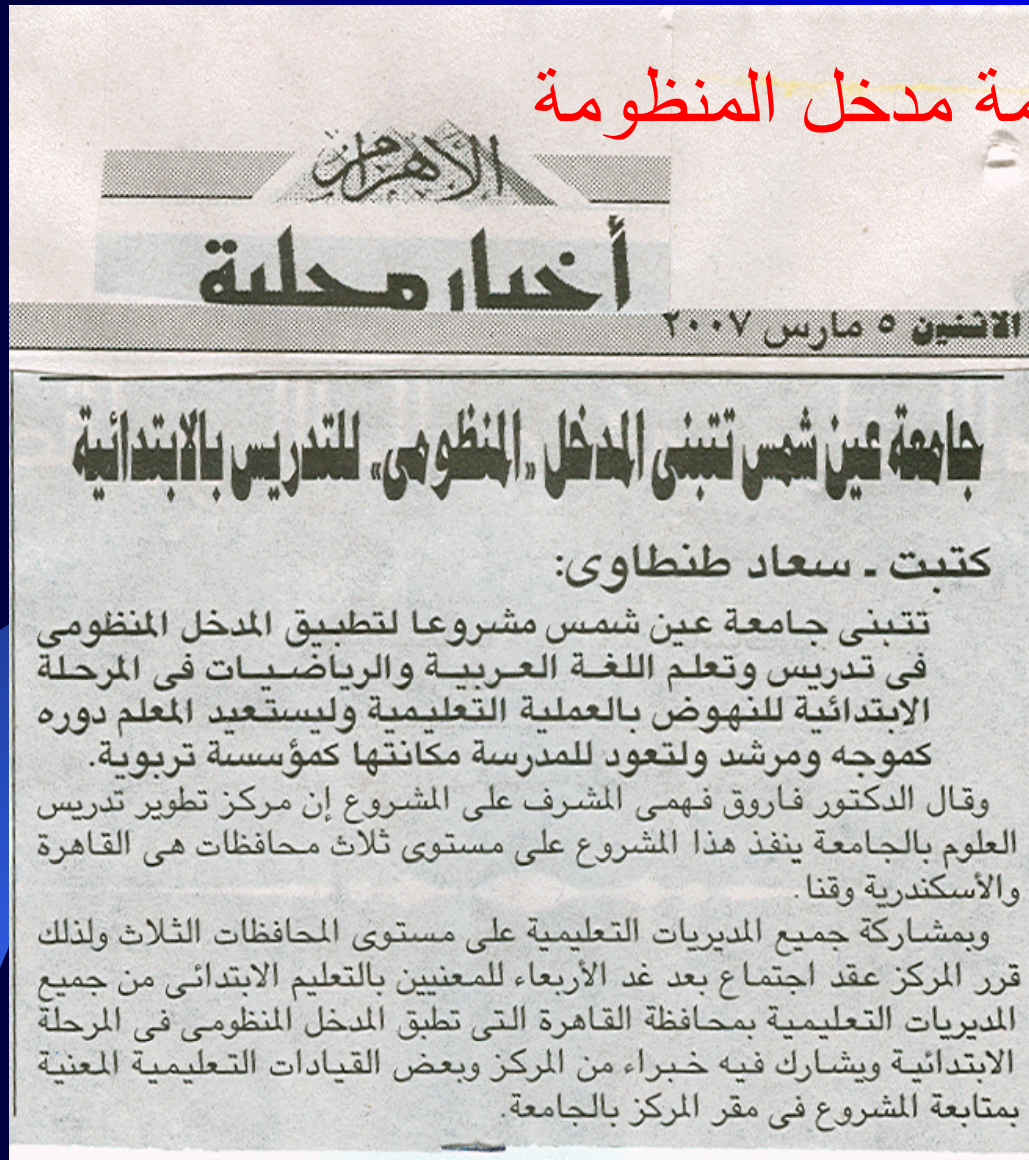 مة مدخل المنظومة
الأهرام
أخبار محلية
الاثنين ٥ مارس ٢٠٠٧
جامعة عين شمس تتبنى المدخل «المنظومى» للتدريس بالابتدائية
كتبت ـ سعاد طنطاوى:
تتبنى جامعة عين شمس مشروعا لتطبيق المدخل المنظومى
فى تدريس وتعلم اللغة العربية والرياضيات فى المرحلة
الابتدائية للنهوض بالعملية التعليمية وليستعيد المعلم دوره
كموجه ومرشد ولتعود للمدرسة مكانتها كمؤسسة تربوية.
وقال الدكتور فاروق فهمى المشرف على المشروع إن مركز تطوير تدريس
العلوم بالجامعة ينفذ هذا المشروع على مستوى ثلاث محافظات هى القاهرة
والأسكندرية وقنا.
وبمشاركة جميع المديريات التعليمية على مستوى المحافظات الثلاث ولذلك
قرر المركز عقد اجتماع بعد غد الأربعاء للمعنيين بالتعليم الابتدائى من جميع
المديريات التعليمية بمحافظة القاهرة التى تطبق المدخل المنظومى فى المرحلة
الابتدائية ويشارك فيه خبراء من المركز وبعض القيادات التعليمية المعنية
بمتابعة المشروع فى مقر المركز بالجامعة.